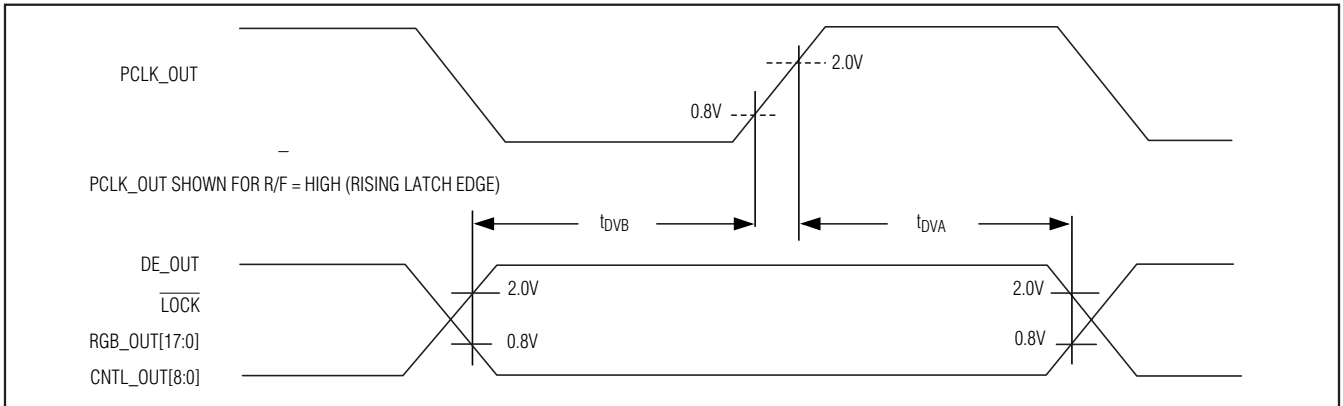 PCLK_OUT
2.0V
0.8V
PCLK_OUT SHOWN FOR R/F̅ = HIGH (RISING LATCH EDGE)
tDVB
tDVA
DE_OUT
2.0V
2.0V
L̅O̅C̅K̅
RGB_OUT[17:0]
0.8V
0.8V
CNTL_OUT[8:0]